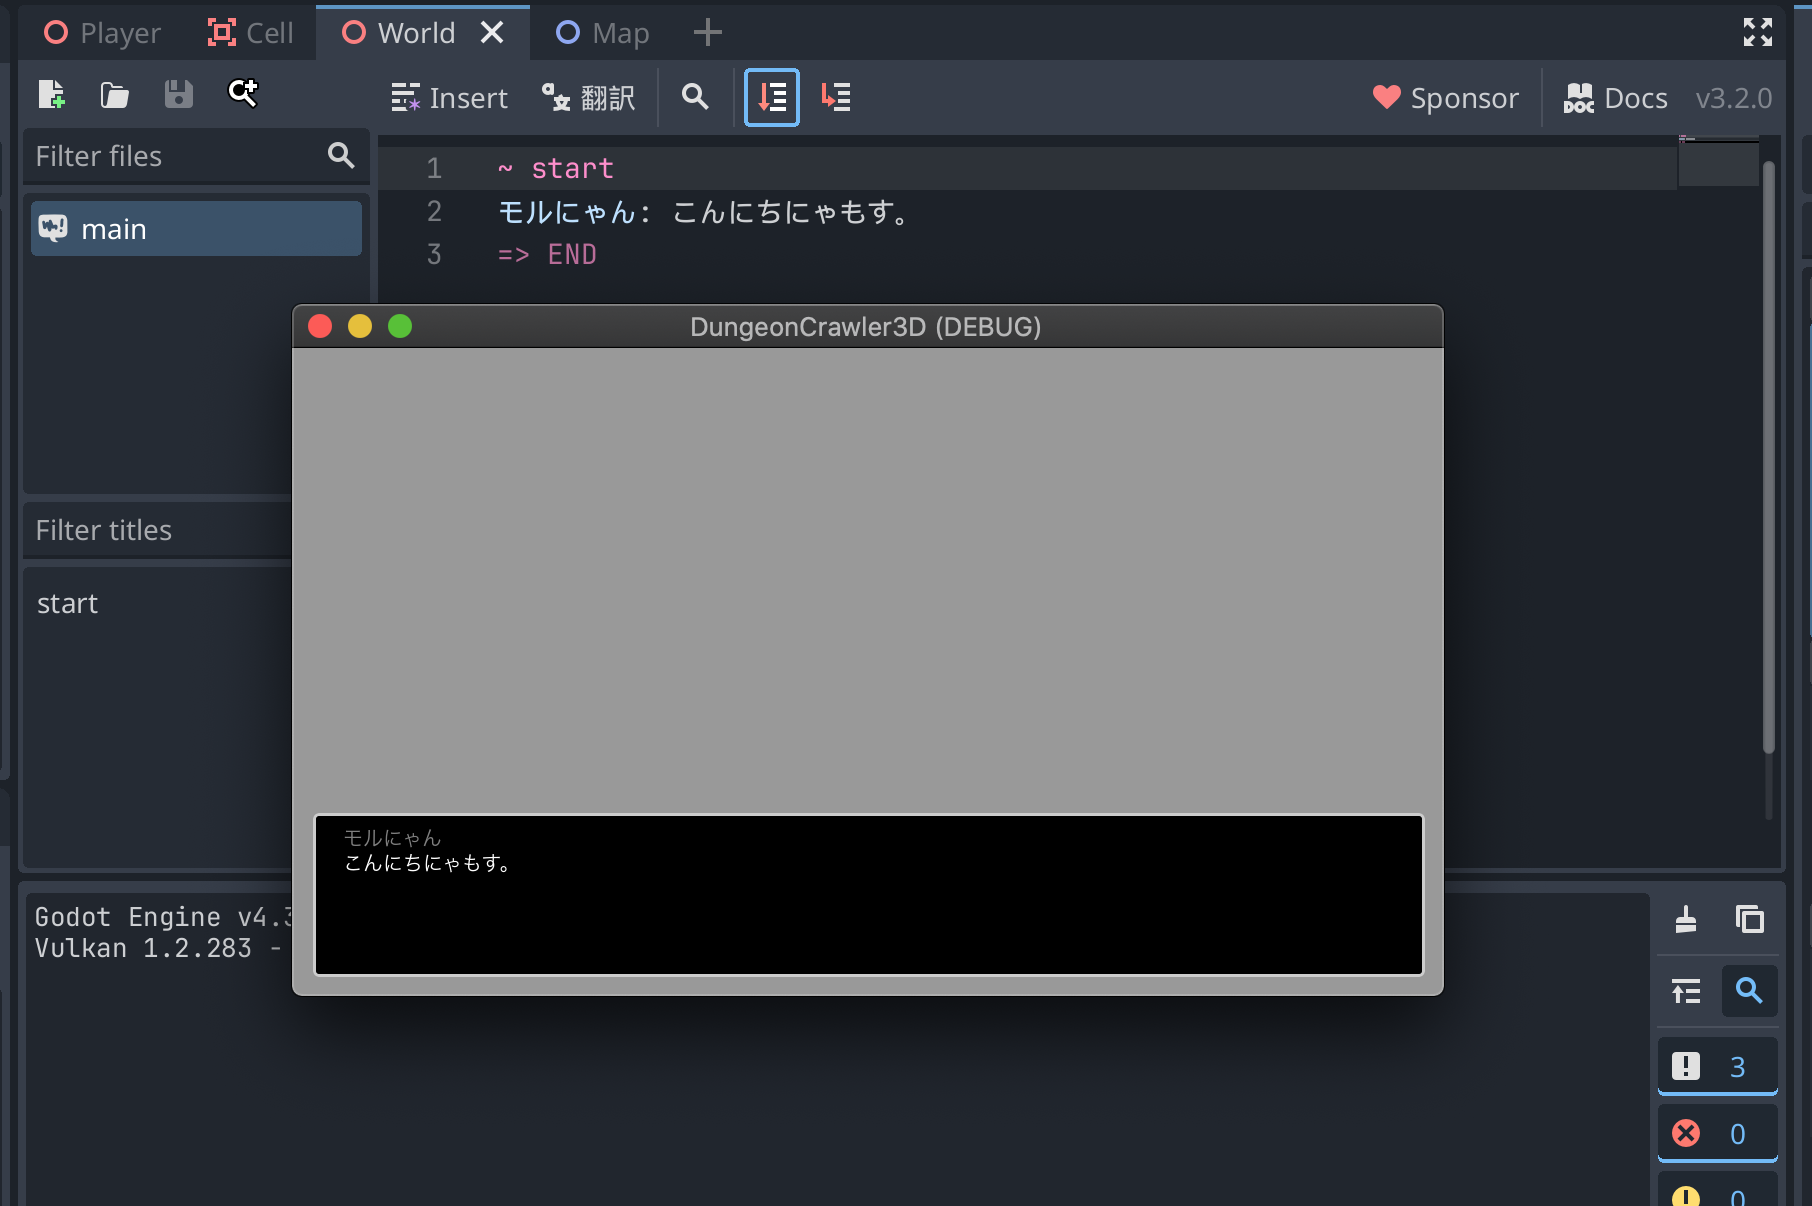 Player
Cell
World
Map
Insert
翻訳
Sponsor
Docs
v3.2.0
Filter files
main
1 ~ start
2 モルにゃん: こんにちにゃもす。
3 => END
Filter titles
start
DungeonCrawler3D (DEBUG)
モルにゃん
こんにちにゃもす。
Godot Engine v4.3
Vulkan 1.2.283 -
3
0
0